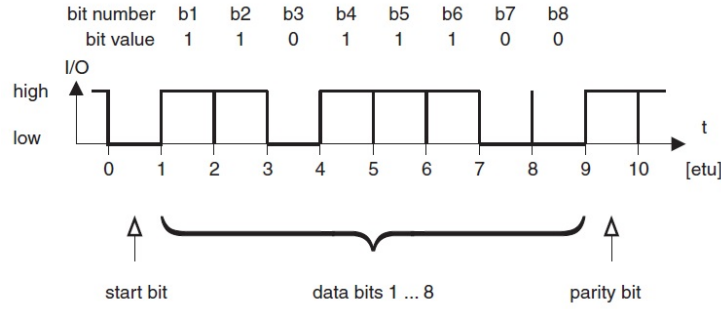 bit number b1 b2 b3 b4 b5 b6 b7 b8
bit value 1 1 0 1 1 1 0 0
I/O
high
low
t
0 1 2 3 4 5 6 7 8 9 10 [etu]
start bit data bits 1 ... 8 parity bit